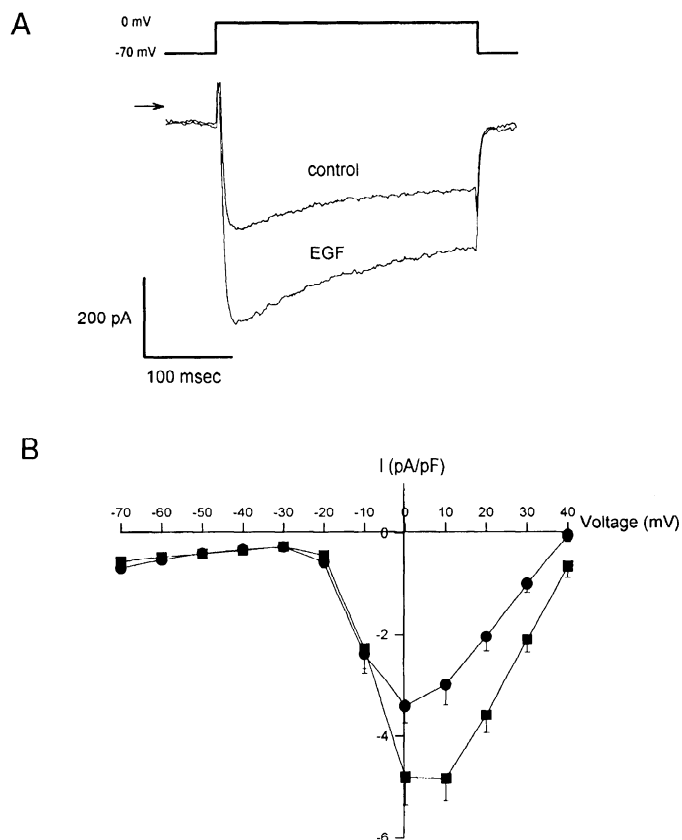 A
0 mV
-70 mV
control
EGF
200 pA
100 msec
B
I (pA/pF)
-70 -60 -50 -40 -30 -20 -10 0 10 20 30 40 Voltage (mV)
0
-2
-4
-6